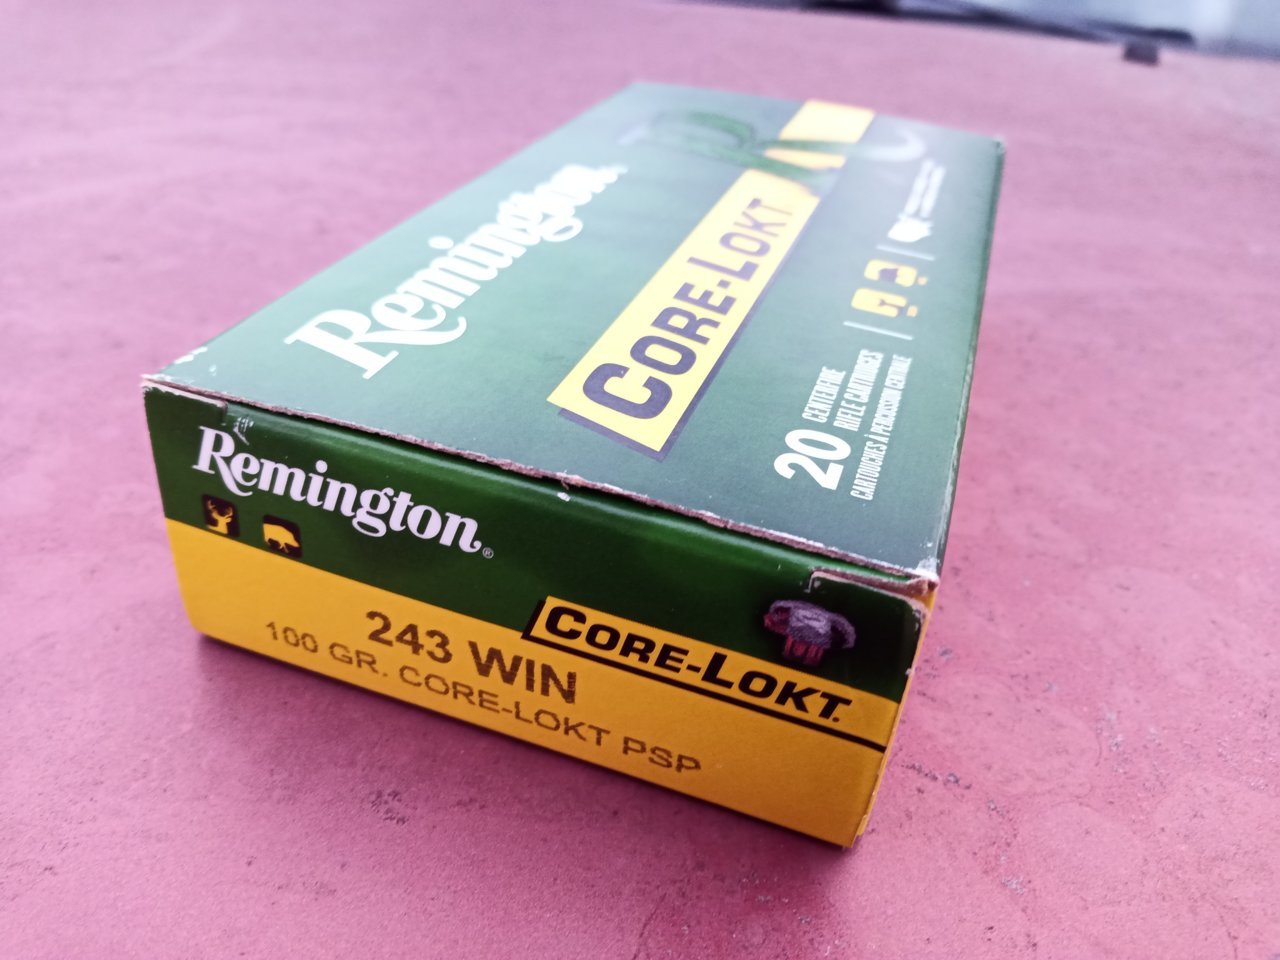 Remington.
CORE-LOKT
20 CENTERFIRE
RIFLE CARTRIDGES
CARTOUCHES À PERCUSSION CENTRALE
Remington®
CORE-LOKT.
243 WIN
100 GR. CORE-LOKT PSP